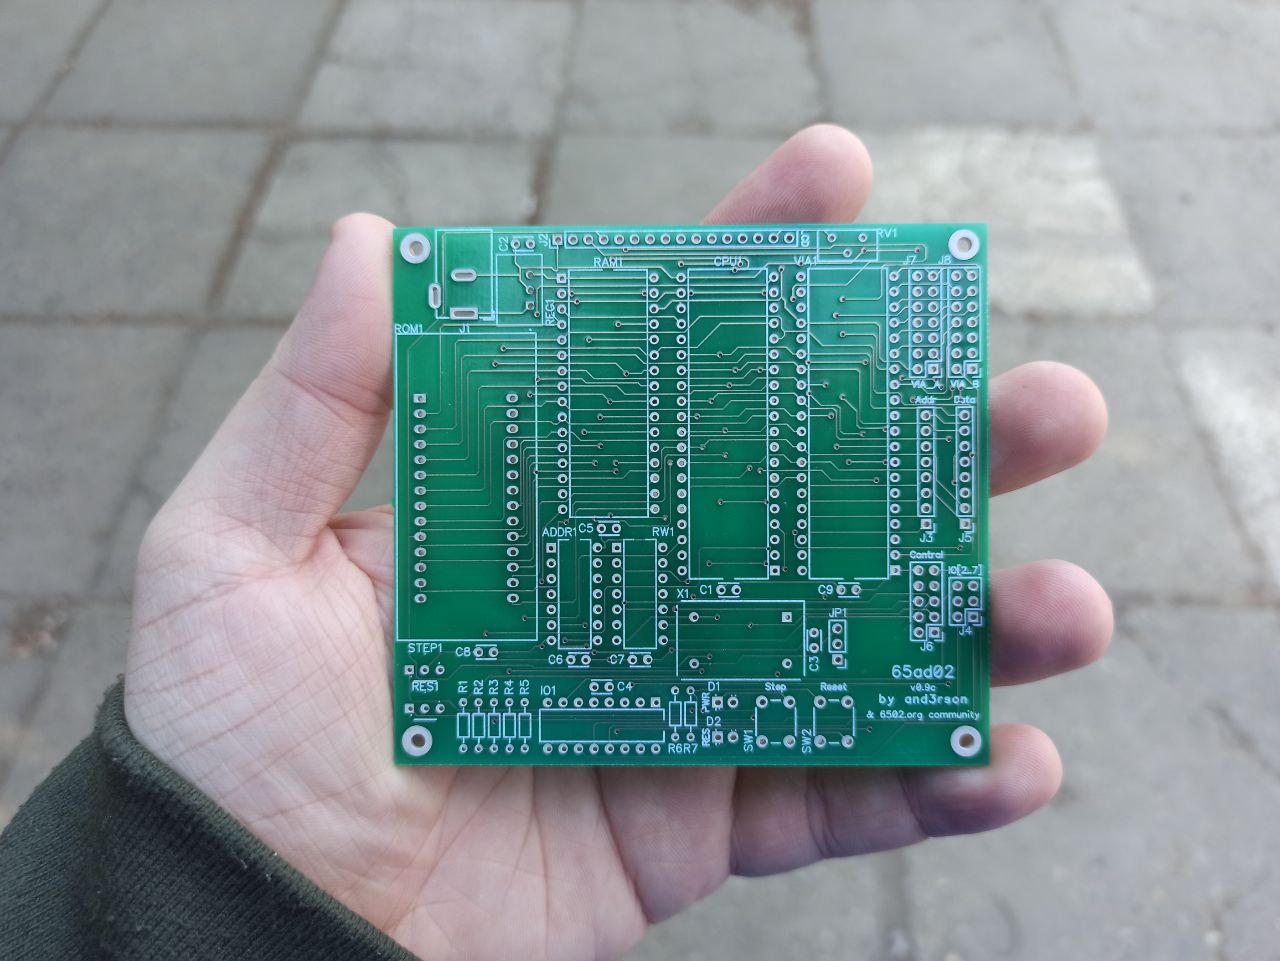 C2
J2
RV1
RAM1
CPU1
VIA1
J7
J8
REG1
J1
ROM1
VIA_A
VIA_B
Addr
Data
ADDR1
C5
RW1
J3
J5
Control
IO[2..7]
C1
C9
X1
JP1
STEP1
C8
C6
C7
C3
J6
J4
65ad02
v0.9c
by and3rson
& 6502.org community
RES1
R1
R2
R3
R4
R5
IO1
C4
D1
PWR
Step
Reset
D2
RES
R6
R7
SW1
SW2